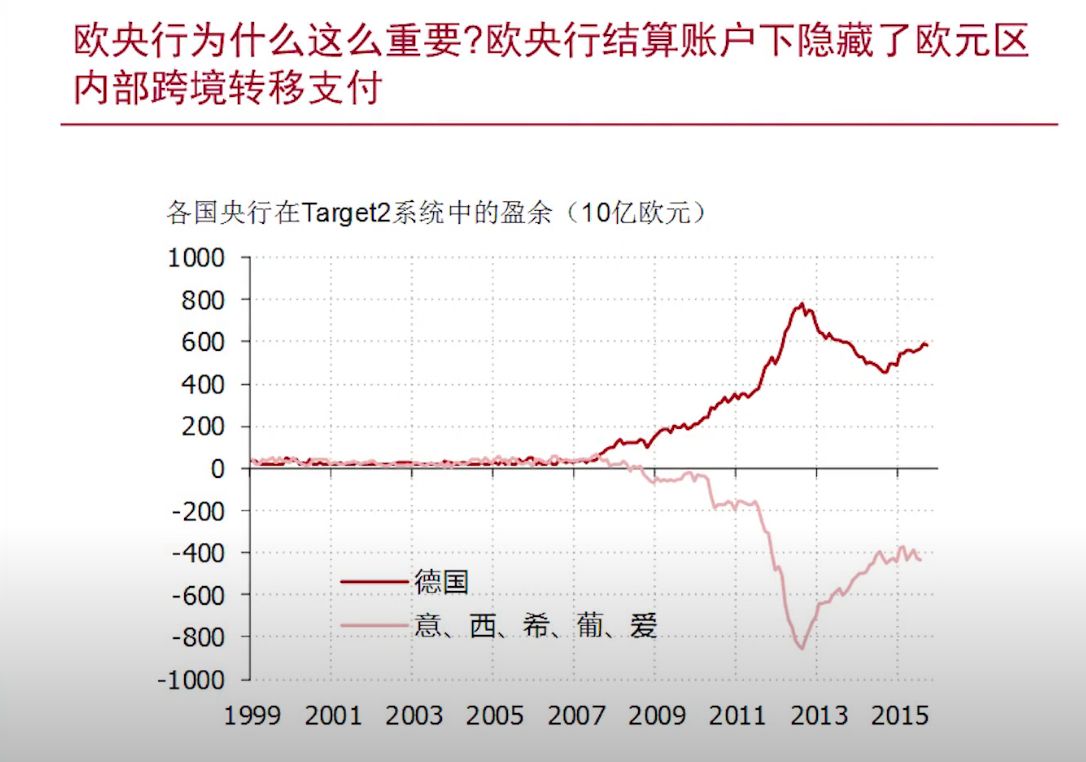 欧央行为什么这么重要?欧央行结算账户下隐藏了欧元区
内部跨境转移支付
各国央行在Target2系统中的盈余（10亿欧元）
1000
800
600
400
200
0
-200
-400
-600
-800
-1000
德国
意、西、希、葡、爱
1999 2001 2003 2005 2007 2009 2011 2013 2015